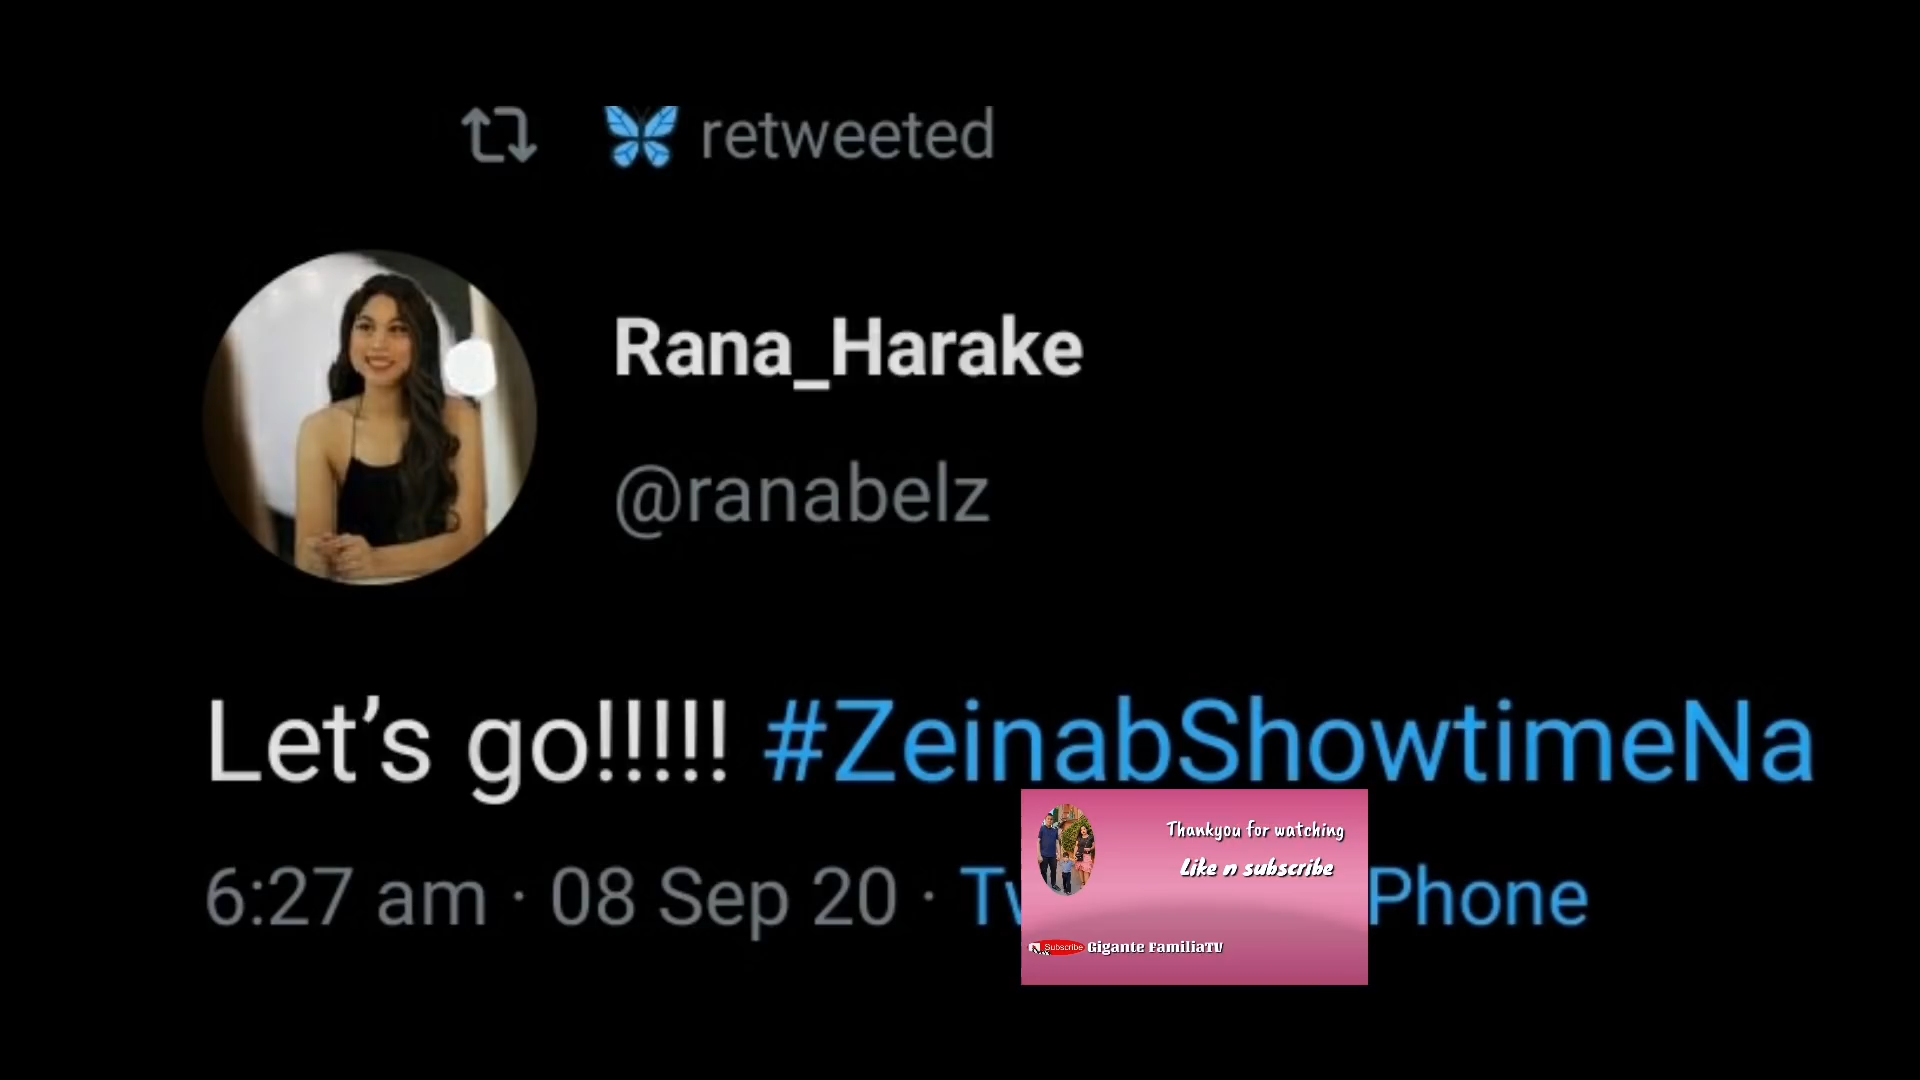 retweeted
Rana_Harake
@ranabelz
Let's go!!!!! #ZeinabShowtimeNa
6:27 am · 08 Sep 20 · Tw Phone
Thankyou for watching
Like n subscribe
Subscribe Gigante FamiliaTV